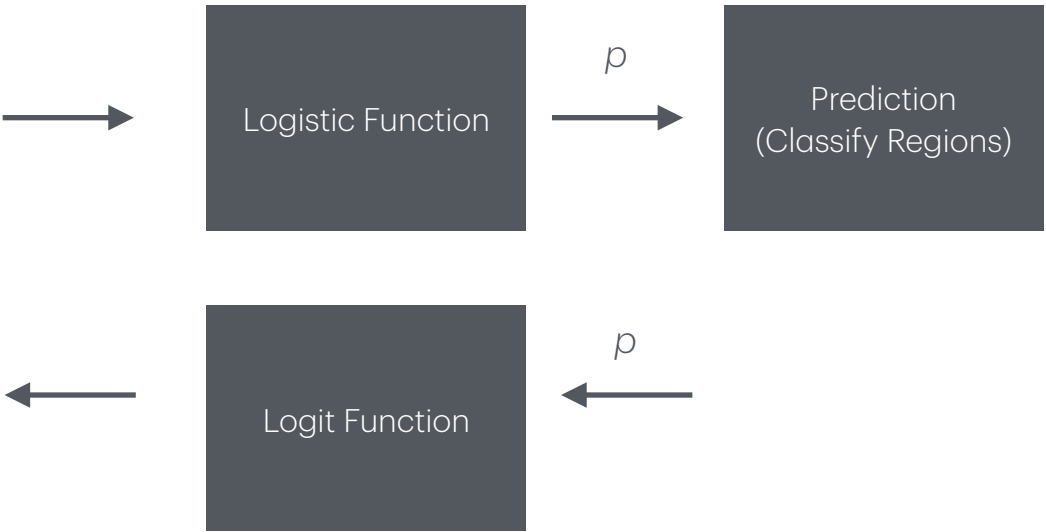 p
Logistic Function
Prediction
(Classify Regions)
p
Logit Function